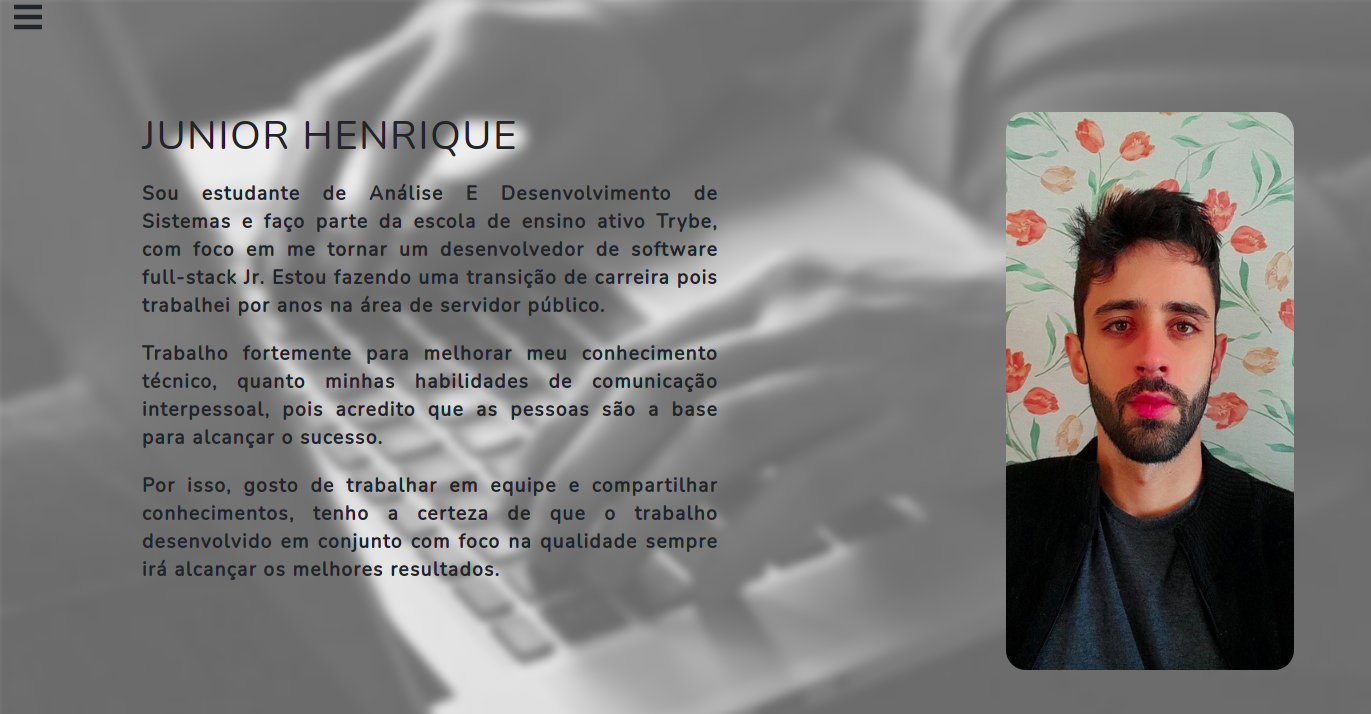 JUNIOR HENRIQUE
Sou estudante de Análise E Desenvolvimento de
Sistemas e faço parte da escola de ensino ativo Trybe,
com foco em me tornar um desenvolvedor de software
full-stack Jr. Estou fazendo uma transição de carreira pois
trabalhei por anos na área de servidor público.
Trabalho fortemente para melhorar meu conhecimento
técnico, quanto minhas habilidades de comunicação
interpessoal, pois acredito que as pessoas são a base
para alcançar o sucesso.
Por isso, gosto de trabalhar em equipe e compartilhar
conhecimentos, tenho a certeza de que o trabalho
desenvolvido em conjunto com foco na qualidade sempre
irá alcançar os melhores resultados.